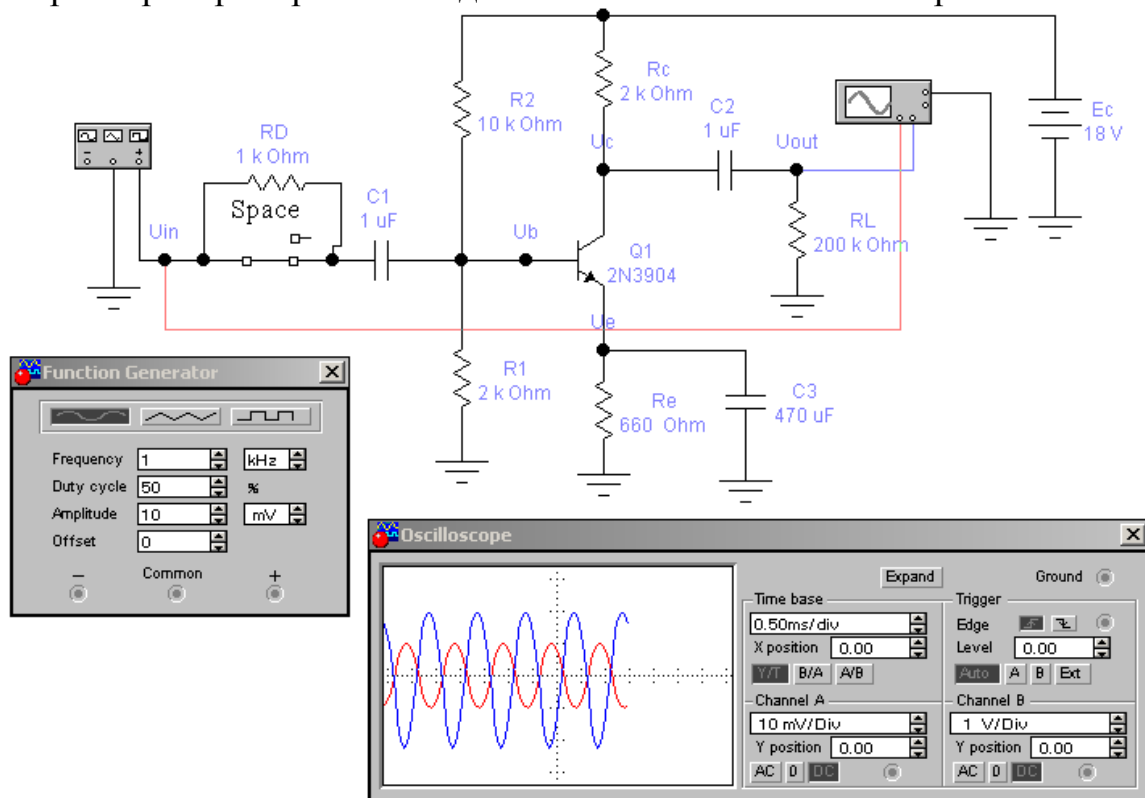 Rc
2 k Ohm
R2
10 k Ohm
C2
1 uF
Ec
18 V
RD
1 k Ohm
Uc
Uout
Space
C1
1 uF
Uin
Ub
RL
200 k Ohm
Q1
2N3904
Ue
R1
2 k Ohm
Re
660 Ohm
C3
470 uF
Function Generator
Frequency 1 kHz
Duty cycle 50 %
Amplitude 10 mV
Offset 0
− Common +
Oscilloscope
Expand Ground
Time base Trigger
0.50ms/div Edge
X position 0.00 Level 0.00
Y/T B/A A/B Auto A B Ext
Channel A Channel B
10 mV/Div 1 V/Div
Y position 0.00 Y position 0.00
AC 0 DC AC 0 DC